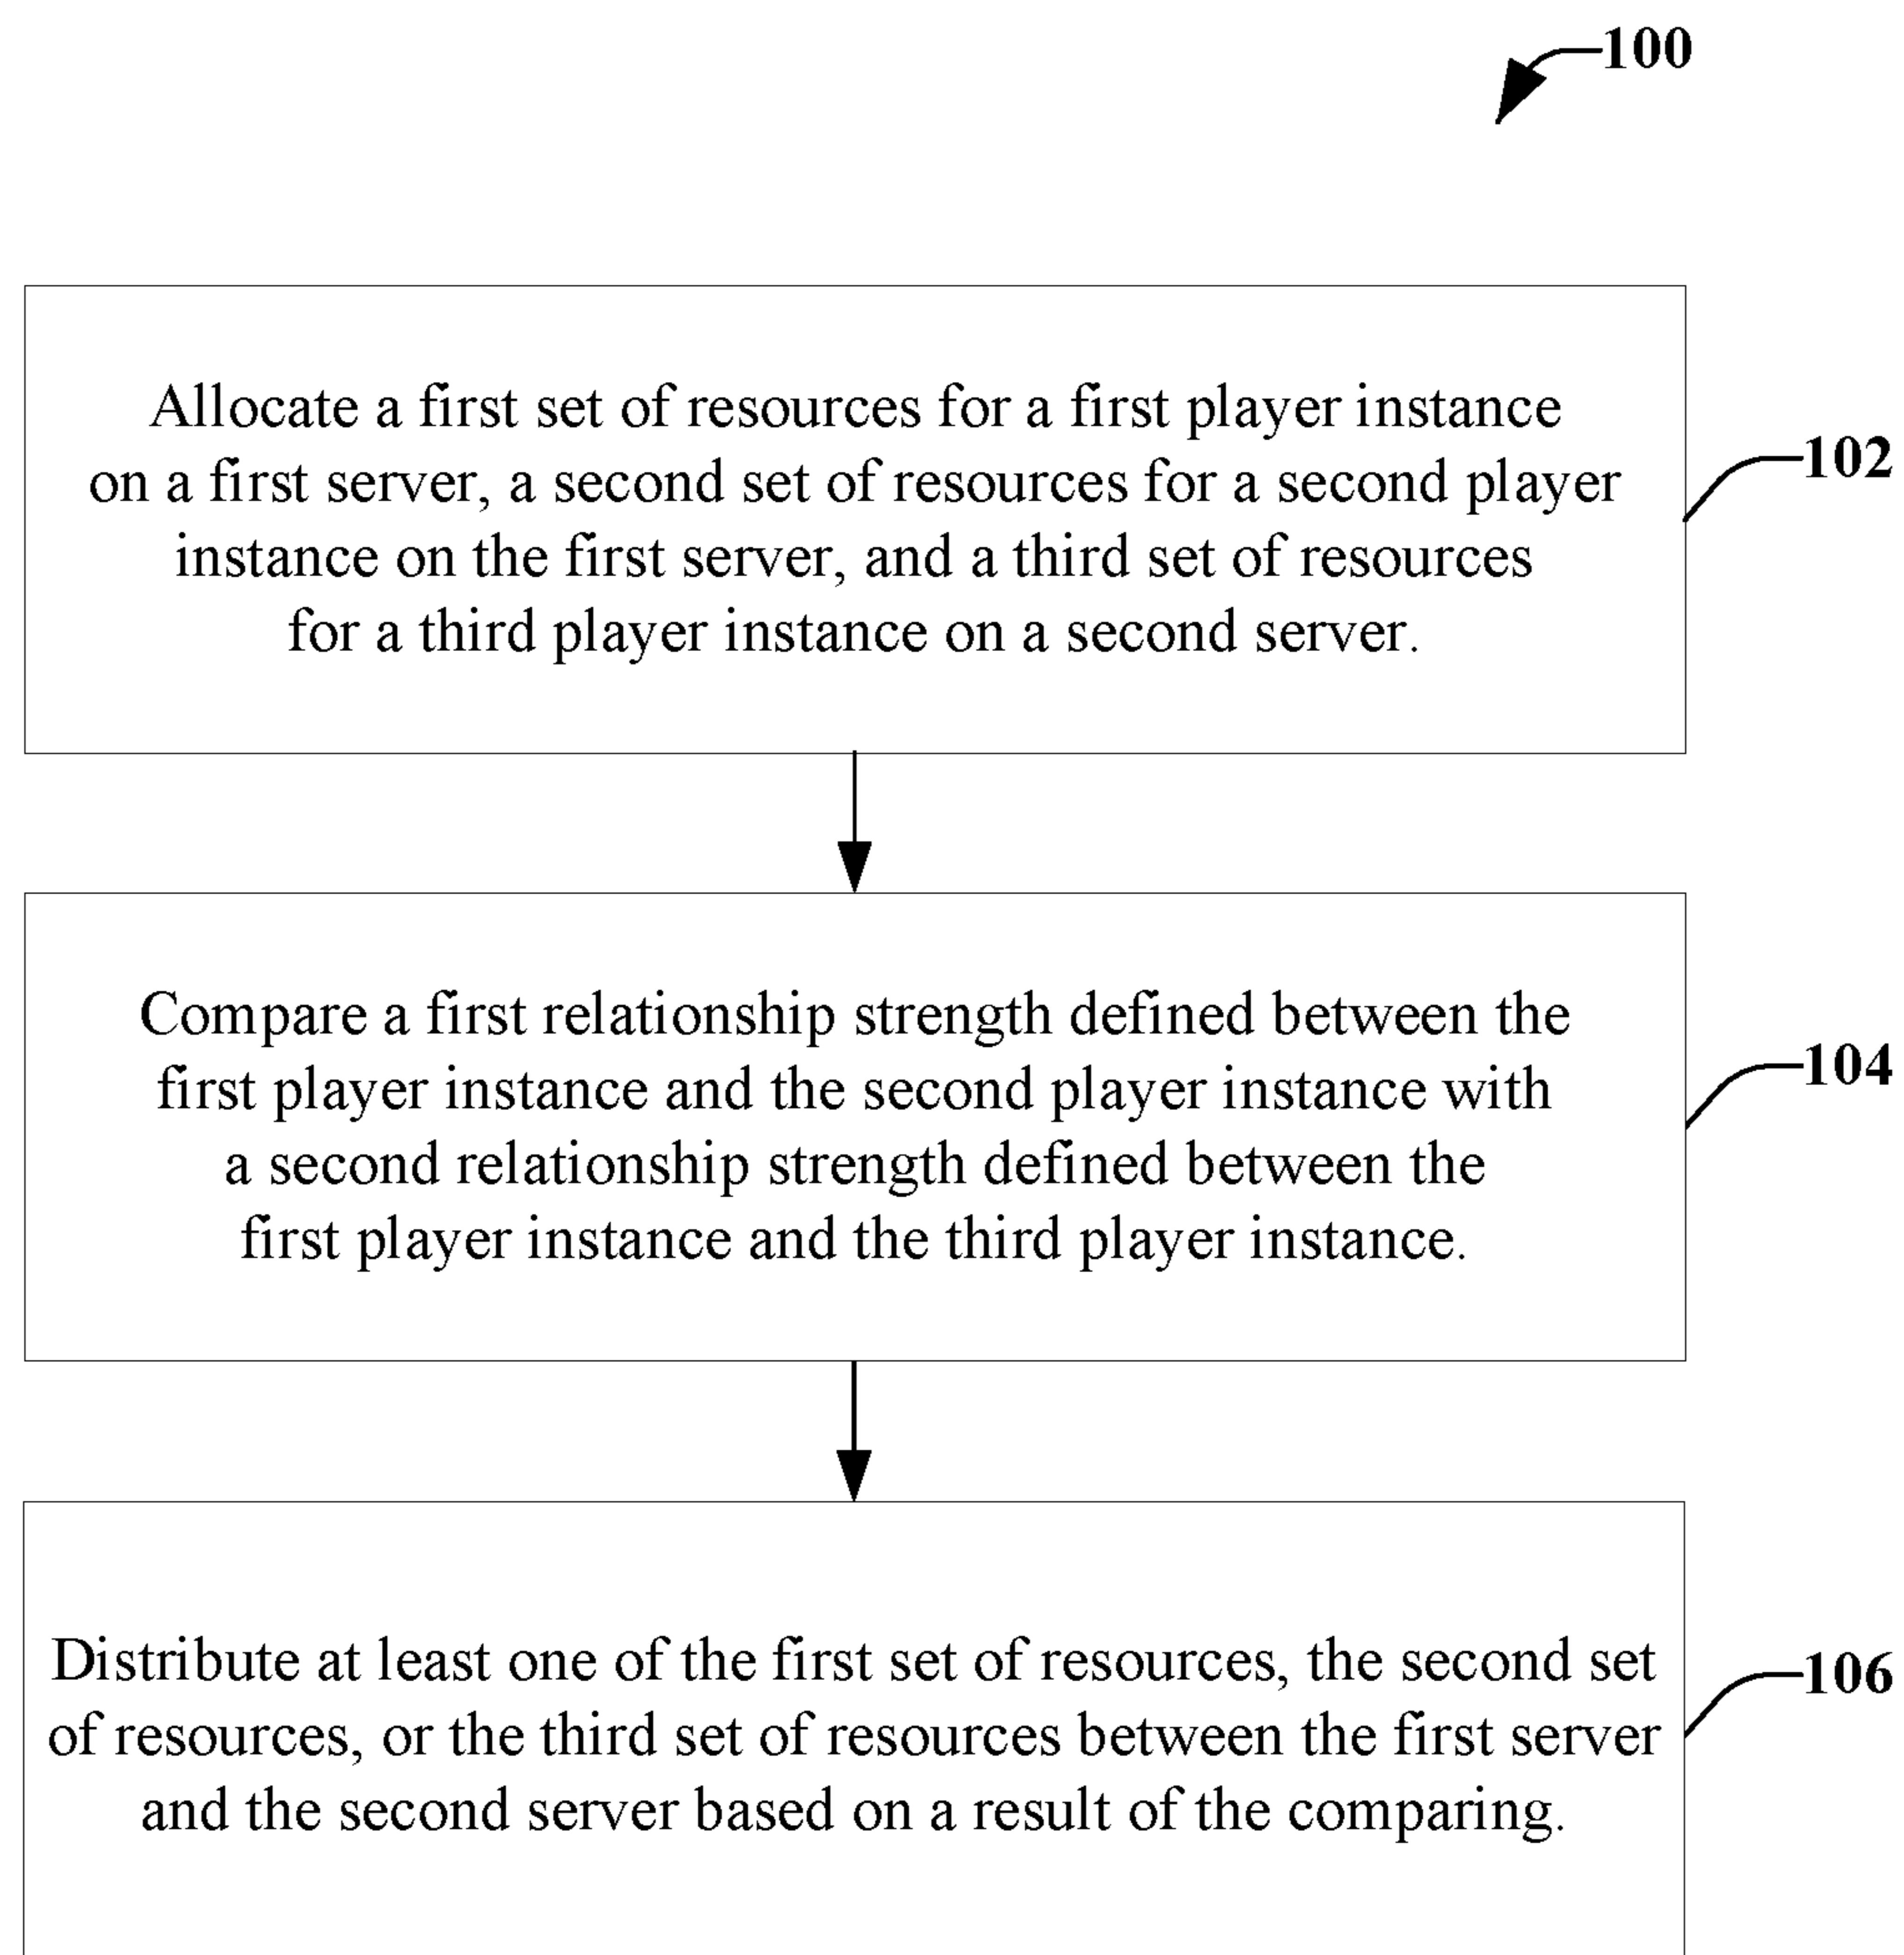 100
Allocate a first set of resources for a first player instance
on a first server, a second set of resources for a second player
instance on the first server, and a third set of resources
for a third player instance on a second server.
102
Compare a first relationship strength defined between the
first player instance and the second player instance with
a second relationship strength defined between the
first player instance and the third player instance.
104
Distribute at least one of the first set of resources, the second set
of resources, or the third set of resources between the first server
and the second server based on a result of the comparing.
106